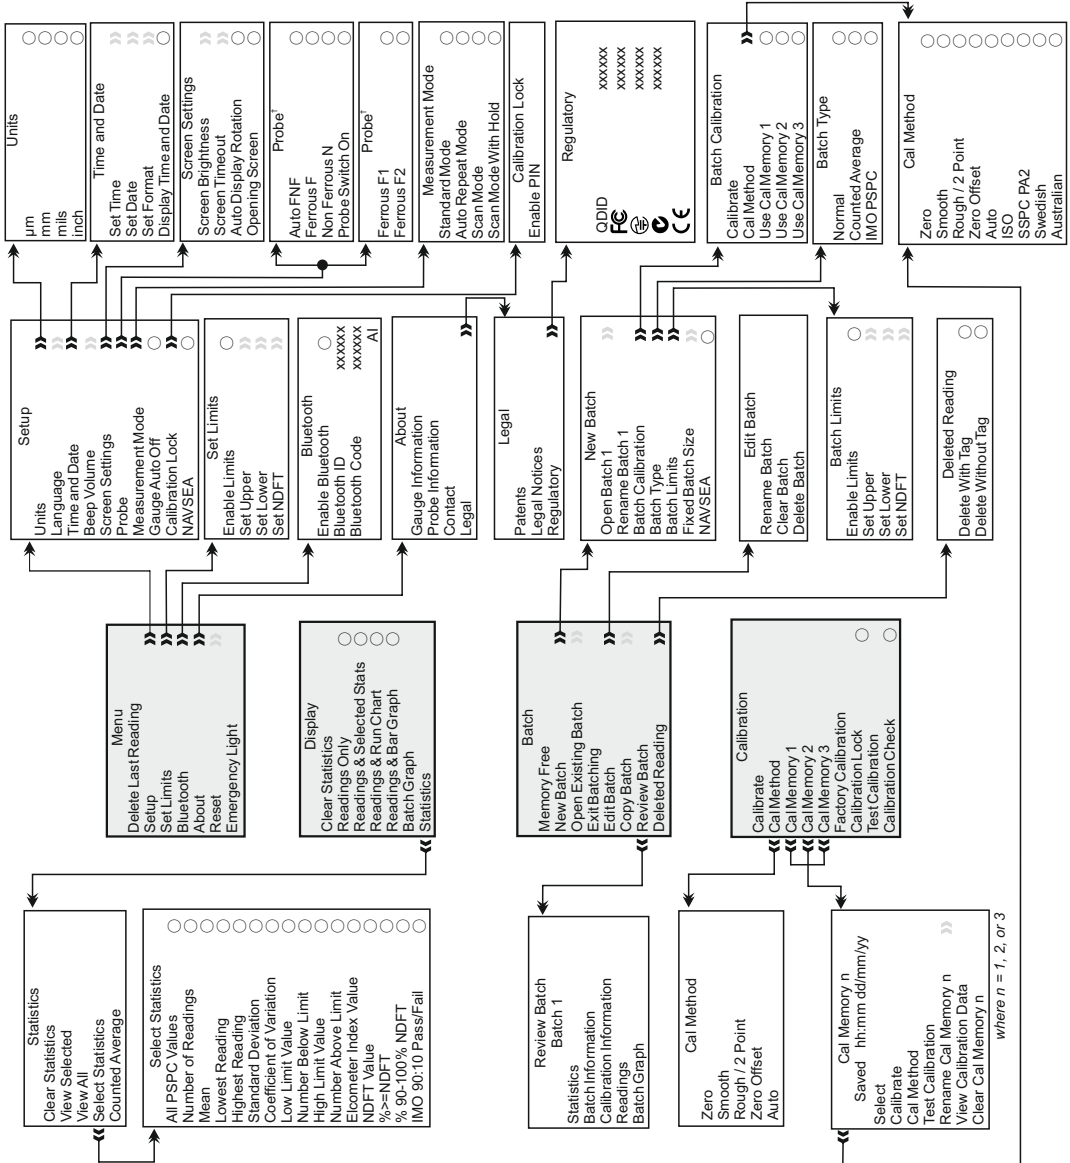 Units
µm
mm
mils
inch
Time and Date
Set Time
Set Date
Set Format
Display Time and Date
Screen Settings
Screen Brightness
Screen Timeout
Auto Display Rotation
Opening Screen
Probe†
Auto FNF
Ferrous F
Non Ferrous N
Probe Switch On
Probe†
Ferrous F1
Ferrous F2
Measurement Mode
Standard Mode
Auto Repeat Mode
Scan Mode
Scan Mode With Hold
Calibration Lock
Enable PIN
Regulatory
QDID xxxxxx
FC xxxxxx
xxxxxx
CE xxxxxx
Batch Calibration
Calibrate
Cal Method
Use Cal Memory 1
Use Cal Memory 2
Use Cal Memory 3
Batch Type
Normal
Counted Average
IMO PSPC
Cal Method
Zero
Smooth
Rough / 2 Point
Zero Offset
Auto
ISO
SSPC PA2
Swedish
Australian
Setup
Units
Language
Time and Date
Beep Volume
Screen Settings
Probe
Measurement Mode
Gauge Auto Off
Calibration Lock
NAVSEA
Set Limits
Enable Limits
Set Upper
Set Lower
Set NDFT
Bluetooth
Enable Bluetooth
Bluetooth ID xxxxxx
Bluetooth Code xxxxxx
AI
About
Gauge Information
Probe Information
Contact
Legal
Legal
Patents
Legal Notices
Regulatory
New Batch
Open Batch 1
Rename Batch 1
Batch Calibration
Batch Type
Batch Limits
Fixed Batch Size
NAVSEA
Edit Batch
Rename Batch
Clear Batch
Delete Batch
Batch Limits
Enable Limits
Set Upper
Set Lower
Set NDFT
Deleted Reading
Delete With Tag
Delete Without Tag
Menu
Delete Last Reading
Setup
Set Limits
Bluetooth
About
Reset
Emergency Light
Display
Clear Statistics
Readings Only
Readings & Selected Stats
Readings & Run Chart
Readings & Bar Graph
Batch Graph
Statistics
Batch
Memory Free
New Batch
Open Existing Batch
Exit Batching
Edit Batch
Copy Batch
Review Batch
Deleted Reading
Calibration
Calibrate
Cal Method
Cal Memory 1
Cal Memory 2
Cal Memory 3
Factory Calibration
Calibration Lock
Test Calibration
Calibration Check
Statistics
Clear Statistics
View Selected
View All
Select Statistics
Counted Average
Select Statistics
All PSPC Values
Number of Readings
Mean
Lowest Reading
Highest Reading
Standard Deviation
Coefficient of Variation
Low Limit Value
Number Below Limit
High Limit Value
Number Above Limit
Elcometer Index Value
NDFT Value
%>=NDFT
% 90-100% NDFT
IMO 90:10 Pass/Fail
Review Batch
Batch 1
Statistics
Batch Information
Calibration Information
Readings
Batch Graph
Cal Method
Zero
Smooth
Rough / 2 Point
Zero Offset
Auto
Cal Memory n
Saved hh:mm dd/mm/yy
Select
Calibrate
Cal Method
Test Calibration
Rename Cal Memory n
View Calibration Data
Clear Cal Memory n
where n = 1, 2, or 3